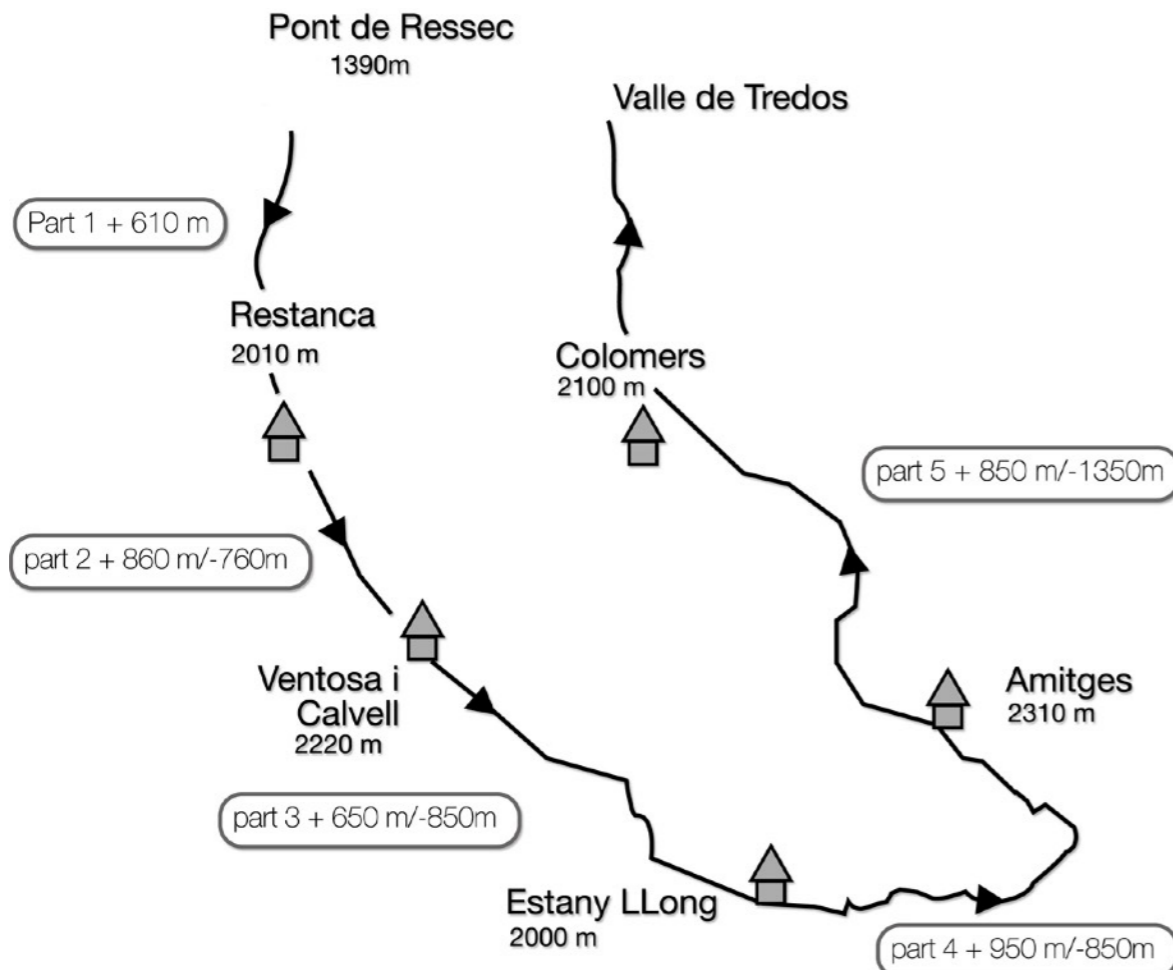 Pont de Ressec
1390m
Valle de Tredos
Part 1 + 610 m
Restanca
2010 m
Colomers
2100 m
part 5 + 850 m/-1350m
part 2 + 860 m/-760m
Ventosa i
Calvell
2220 m
Amitges
2310 m
part 3 + 650 m/-850m
Estany LLong
2000 m
part 4 + 950 m/-850m